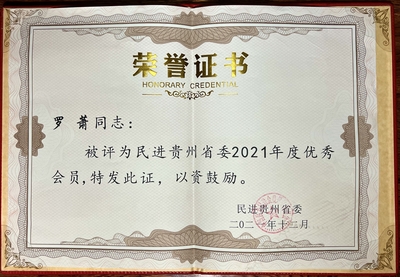 荣誉证书
HONORARY CREDENTIAL
罗萧同志：
被评为民进贵州省委2021年度优秀
会员,特发此证，以资鼓励。
民进贵州省委
二〇二一年十二月